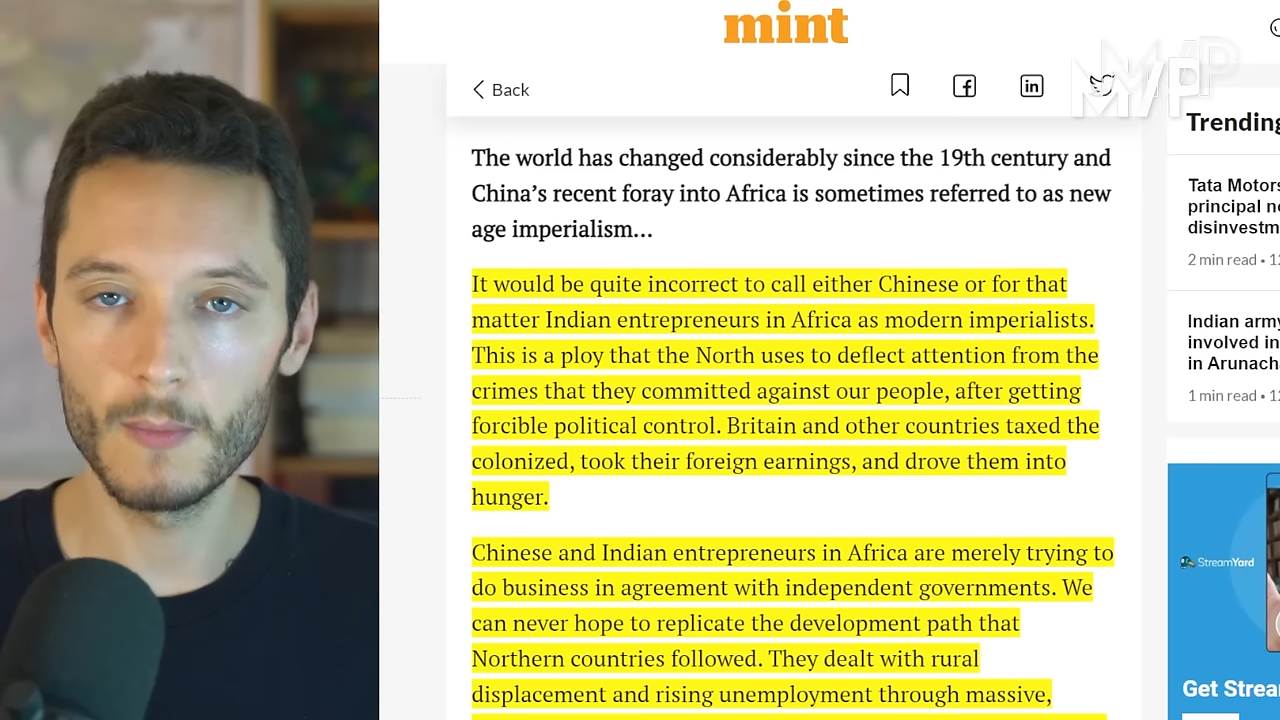 mint
Back
The world has changed considerably since the 19th century and
China’s recent foray into Africa is sometimes referred to as new
age imperialism…
It would be quite incorrect to call either Chinese or for that
matter Indian entrepreneurs in Africa as modern imperialists.
This is a ploy that the North uses to deflect attention from the
crimes that they committed against our people, after getting
forcible political control. Britain and other countries taxed the
colonized, took their foreign earnings, and drove them into
hunger.
Chinese and Indian entrepreneurs in Africa are merely trying to
do business in agreement with independent governments. We
can never hope to replicate the development path that
Northern countries followed. They dealt with rural
displacement and rising unemployment through massive,
Trending
Tata Motors
principal
disinvestm
2 min read • 12
Indian army
involved in
in Arunach
1 min read • 12
StreamYard
Get Strea